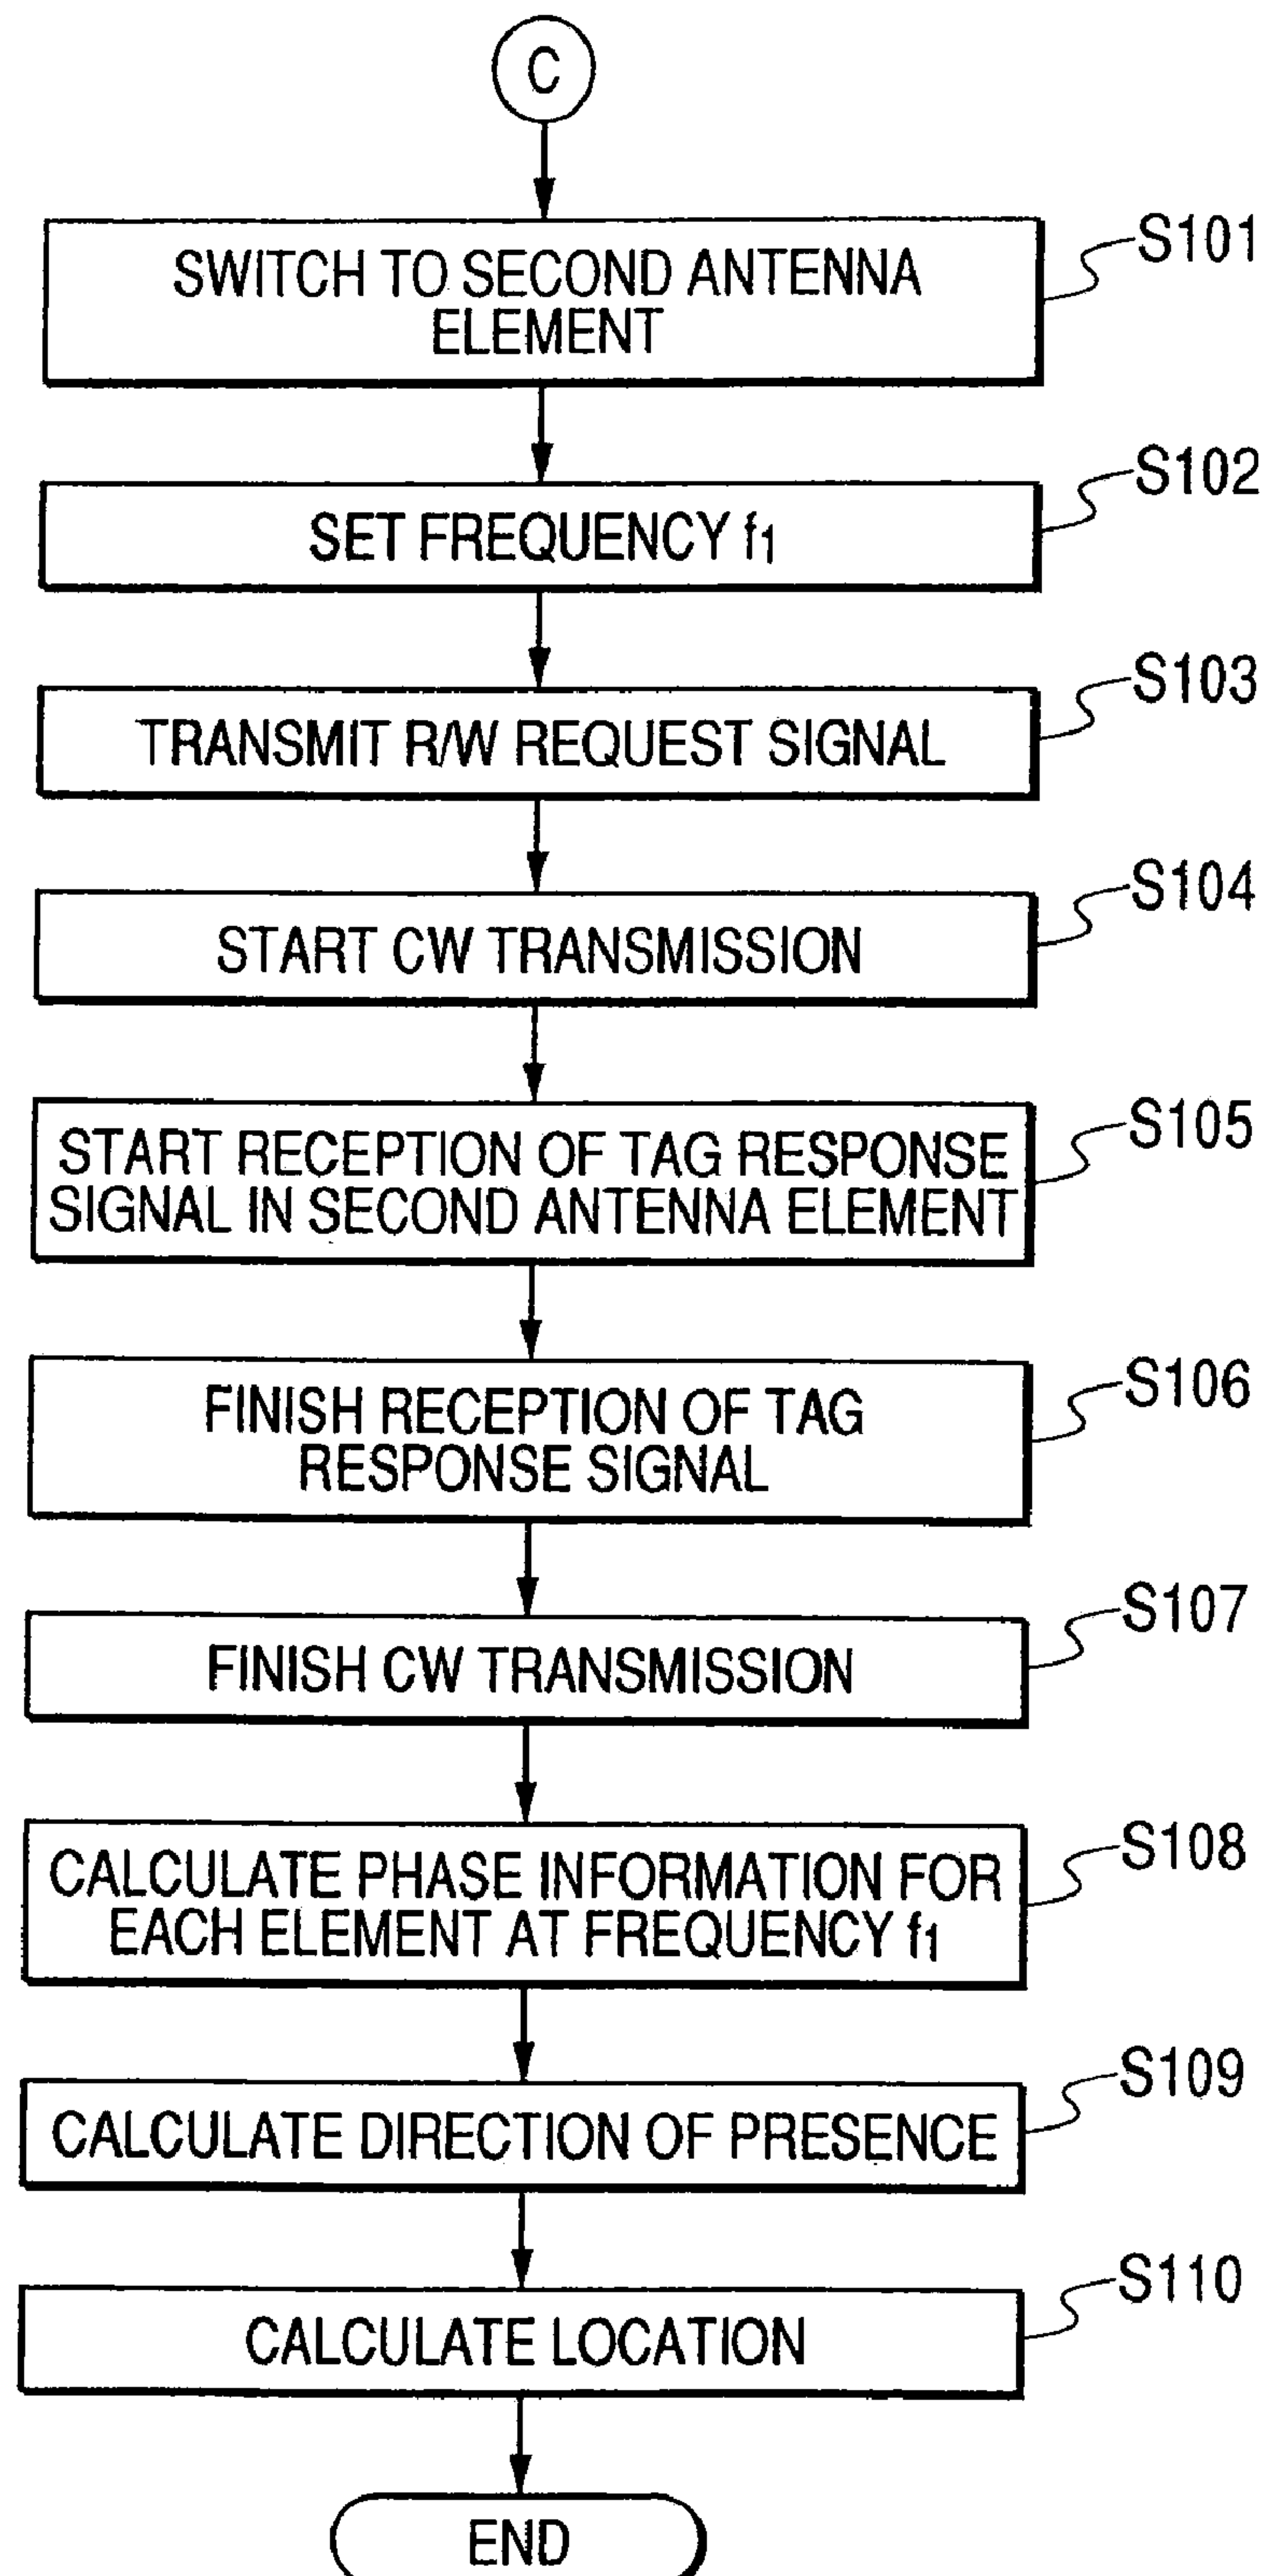 C
SWITCH TO SECOND ANTENNA
ELEMENT
S101
SET FREQUENCY f₁
S102
TRANSMIT R/W REQUEST SIGNAL
S103
START CW TRANSMISSION
S104
START RECEPTION OF TAG RESPONSE
SIGNAL IN SECOND ANTENNA ELEMENT
S105
FINISH RECEPTION OF TAG
RESPONSE SIGNAL
S106
FINISH CW TRANSMISSION
S107
CALCULATE PHASE INFORMATION FOR
EACH ELEMENT AT FREQUENCY f₁
S108
CALCULATE DIRECTION OF PRESENCE
S109
CALCULATE LOCATION
S110
END